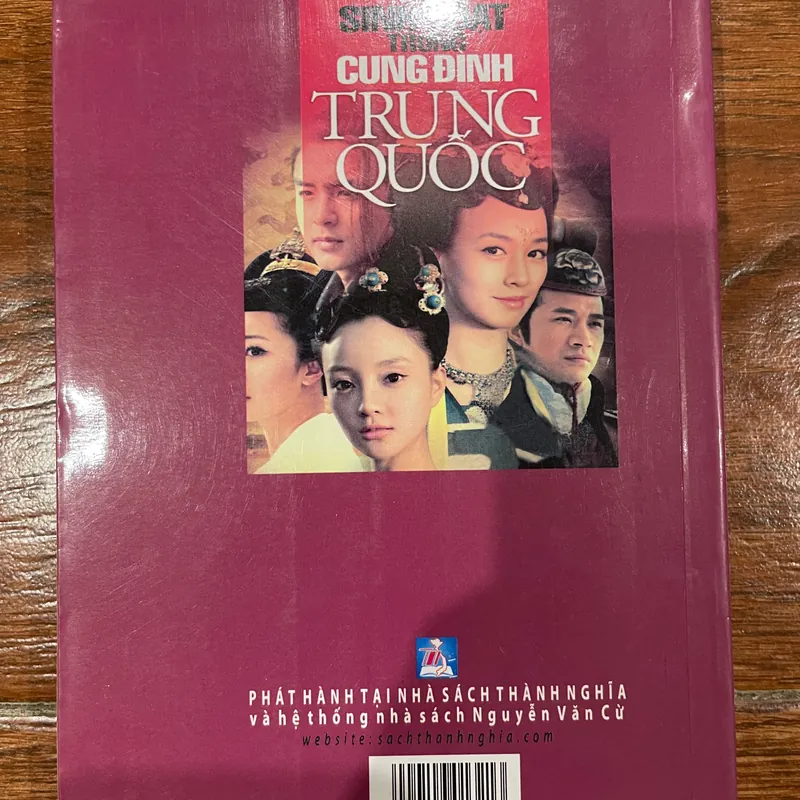 TRONG
CUNG ĐÌNH
TRUNG
QUỐC
PHÁT HÀNH TẠI NHÀ SÁCH THÀNH NGHĨA
và hệ thống nhà sách Nguyễn Văn Cừ
website: sachthanhnghia.com